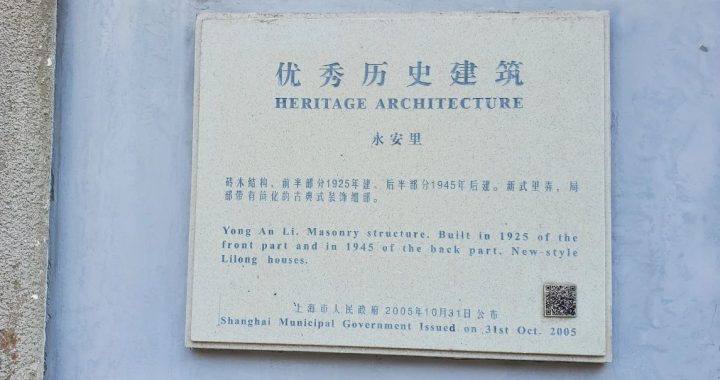 优秀历史建筑
HERITAGE ARCHITECTURE
永安里
砖木结构、前半部分1925年建、后半部分1945年后建。新式里弄，局
部带有简化的古典式装饰细部。
Yong An Li. Masonry structure. Built in 1925 of the
front part and in 1945 of the back part. New-style
Lilong houses.
上海市人民政府 2005年10月31日公布
Shanghai Municipal Government Issued on 31st Oct. 2005